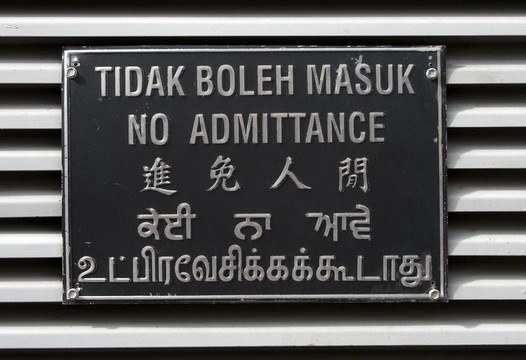 TIDAK BOLEH MASUK
NO ADMITTANCE
進免人閒
ਕੋਈ ਨਾ ਆਵੇ
உட்பிரவேசிக்கக்கூடாது